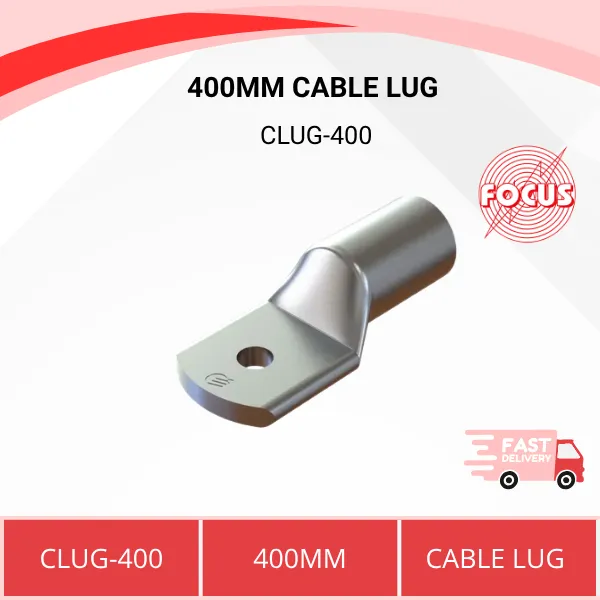 400MM CABLE LUG
CLUG-400
FOCUS
FAST
DELIVERY
CLUG-400
400MM
CABLE LUG